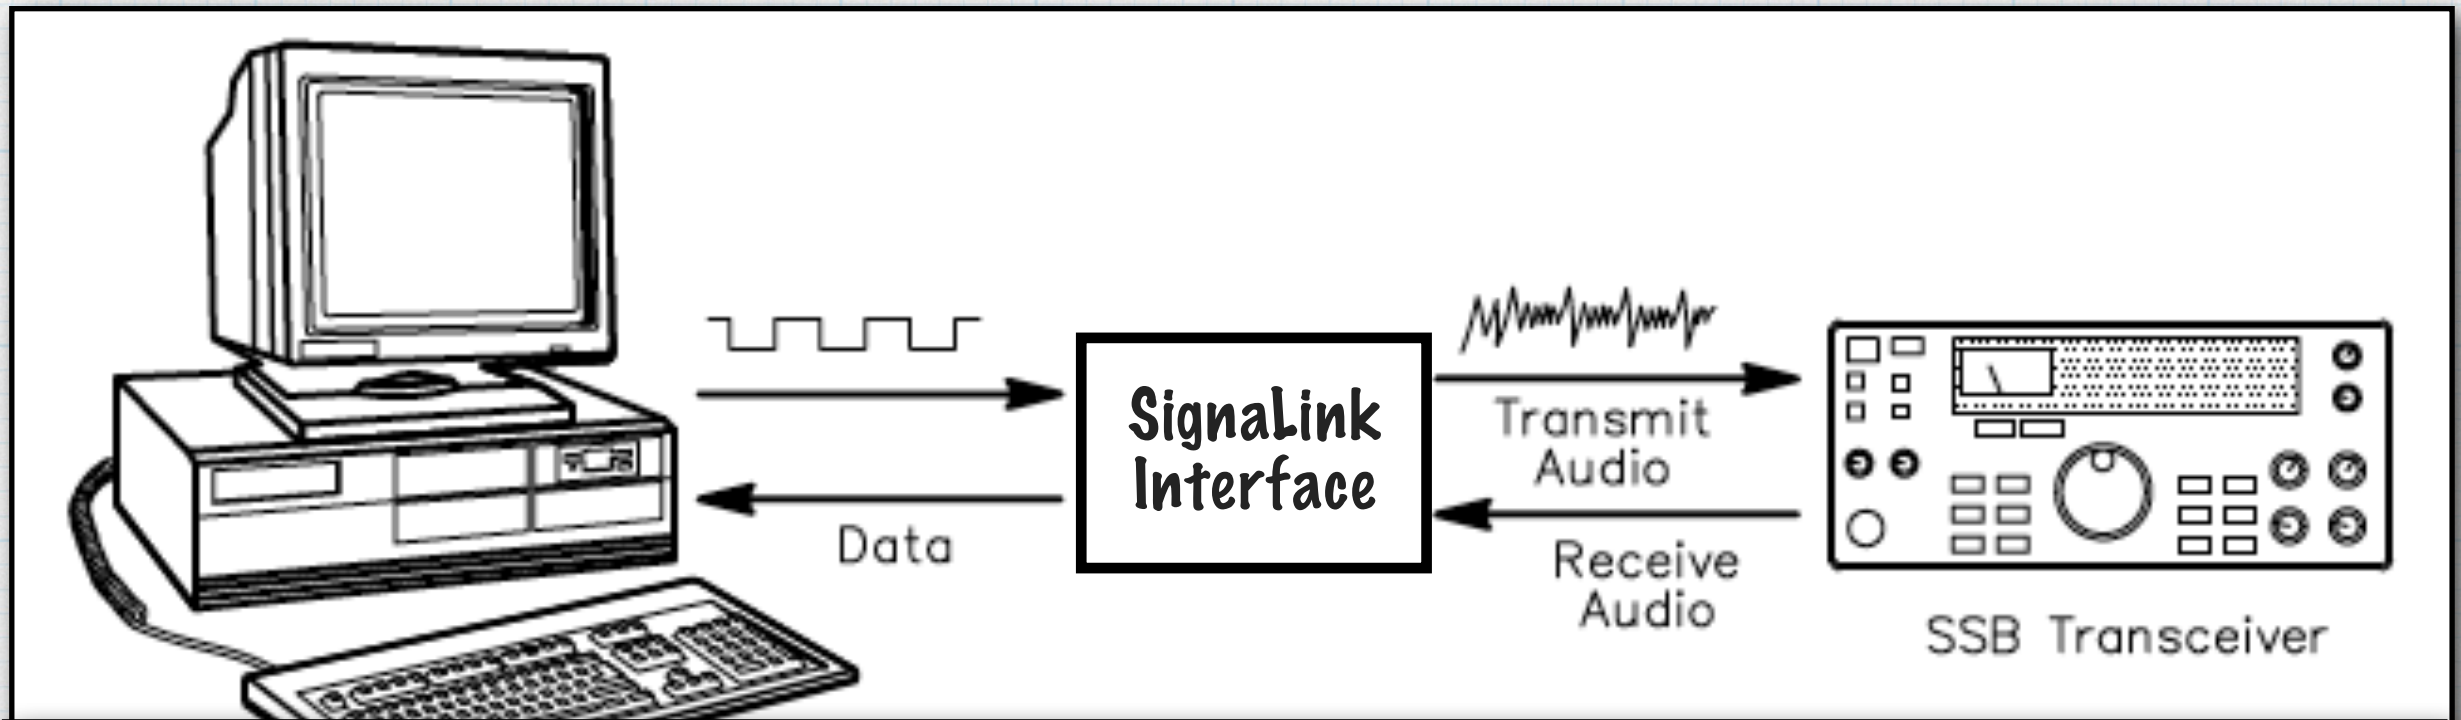 SignaLink
Interface
Transmit
Audio
Data
Receive
Audio
SSB Transceiver